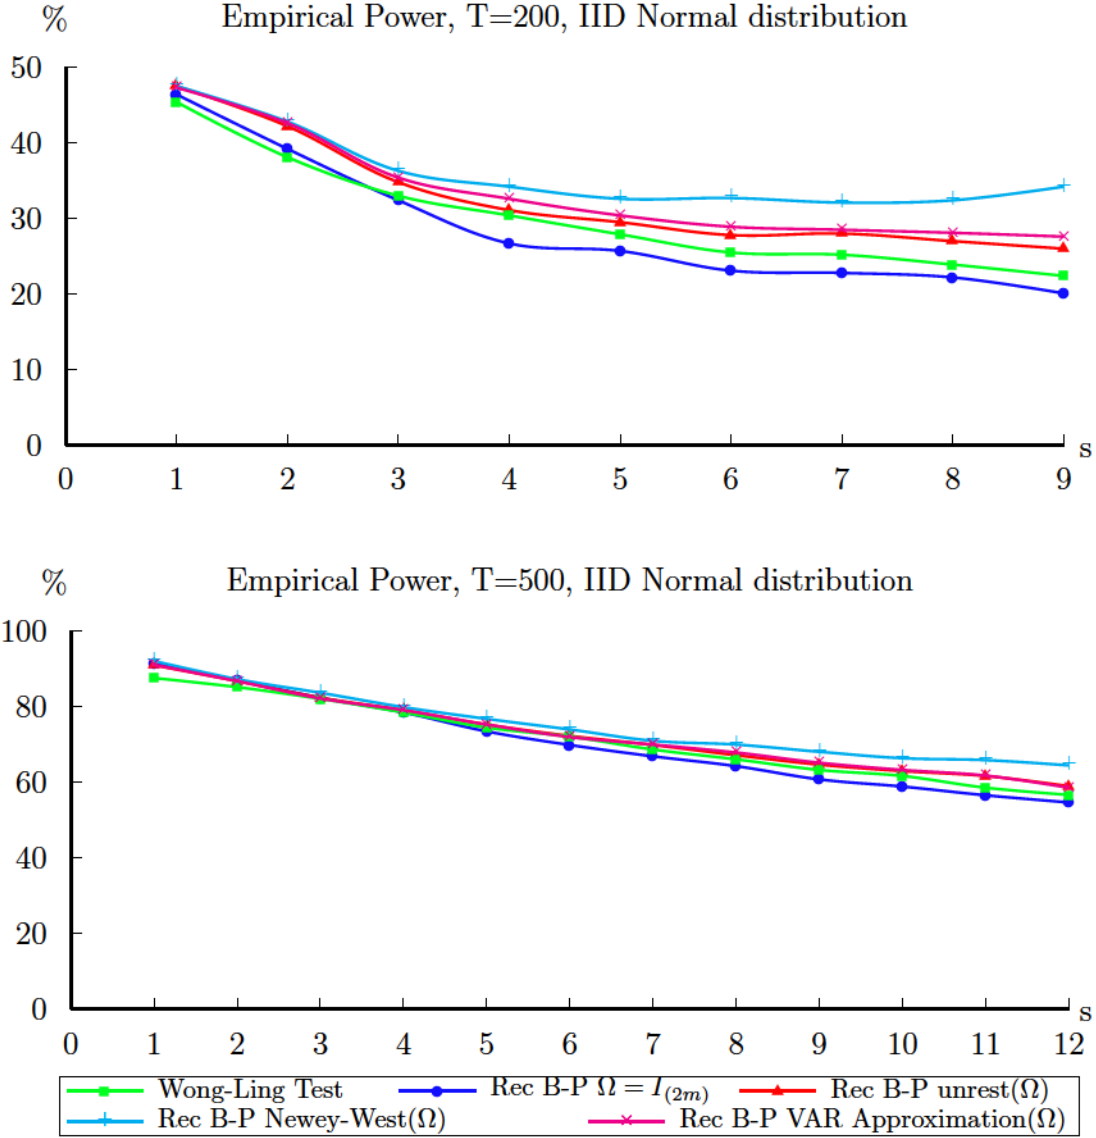 % Empirical Power, T=200, IID Normal distribution
50
40
30
20
10
0
0 1 2 3 4 5 6 7 8 9 s
% Empirical Power, T=500, IID Normal distribution
100
80
60
40
20
0
0 1 2 3 4 5 6 7 8 9 10 11 12 s
Wong-Ling Test Rec B-P Ω = I(2m) Rec B-P unrest(Ω)
Rec B-P Newey-West(Ω) Rec B-P VAR Approximation(Ω)